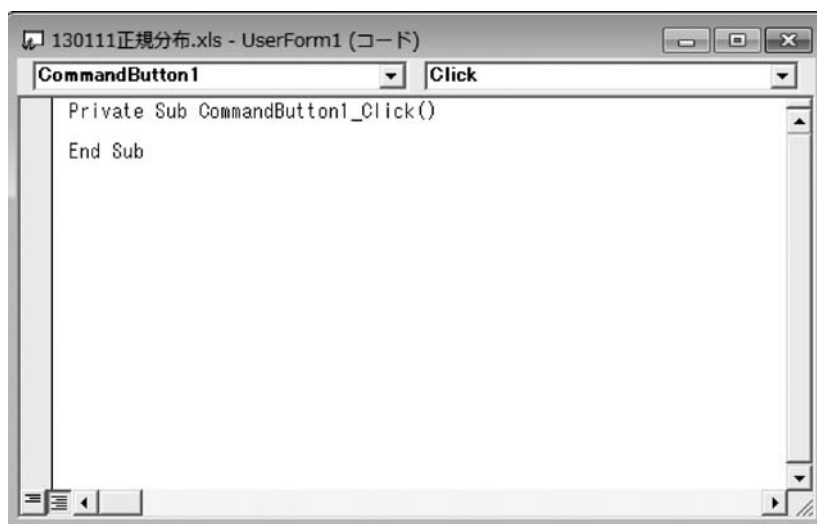 130111正規分布.xls - UserForm1 (コード)
CommandButton1 Click
Private Sub CommandButton1_Click()
End Sub